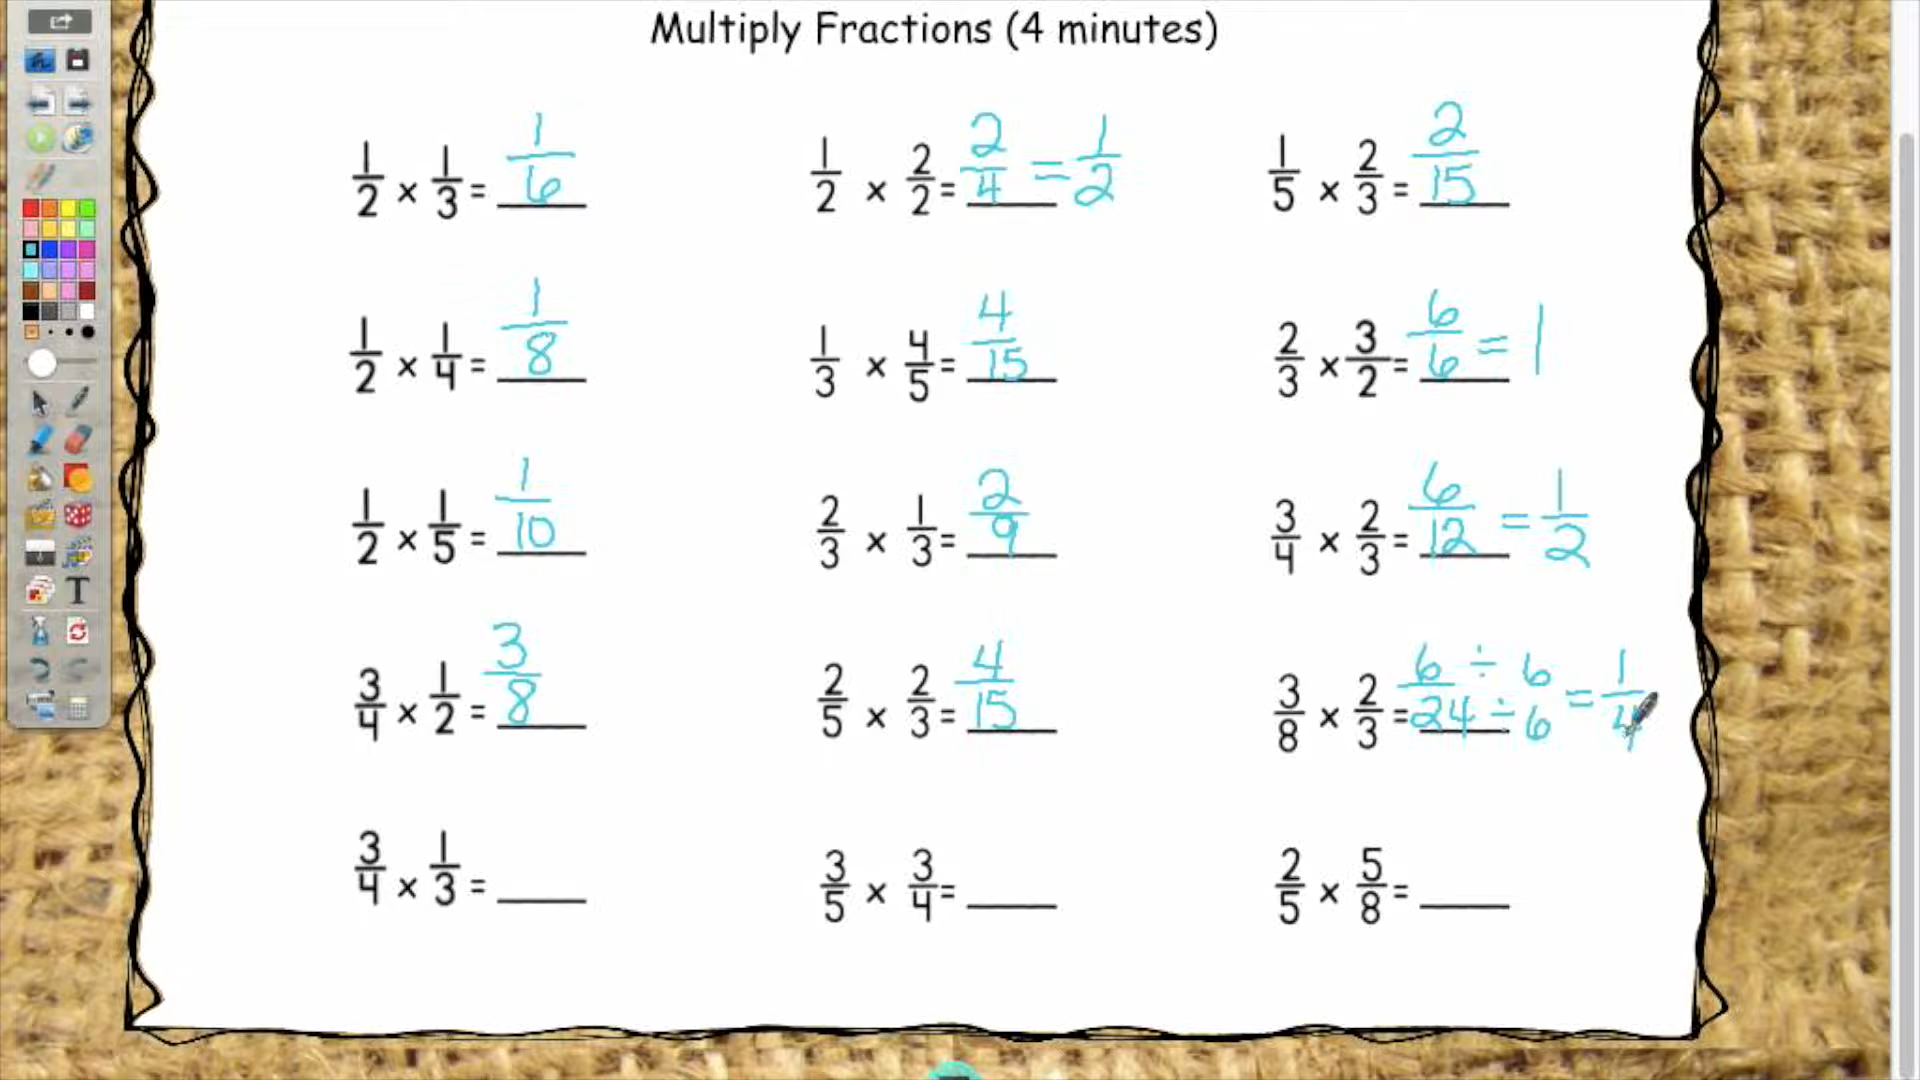 Multiply Fractions (4 minutes)
1/2 × 1/3 = 1/6
1/2 × 2/2 = 2/4 = 1/2
1/5 × 2/3 = 2/15
1/2 × 1/4 = 1/8
1/3 × 4/5 = 4/15
2/3 × 3/2 = 6/6 = 1
1/2 × 1/5 = 1/10
2/3 × 1/3 = 2/9
3/4 × 2/3 = 6/12 = 1/2
3/4 × 1/2 = 3/8
2/5 × 2/3 = 4/15
3/8 × 2/3 = 6/24 ÷ 6 ÷ 6 = 1/4
3/4 × 1/3 = ___
3/5 × 3/4 = ___
2/5 × 5/8 = ___
T